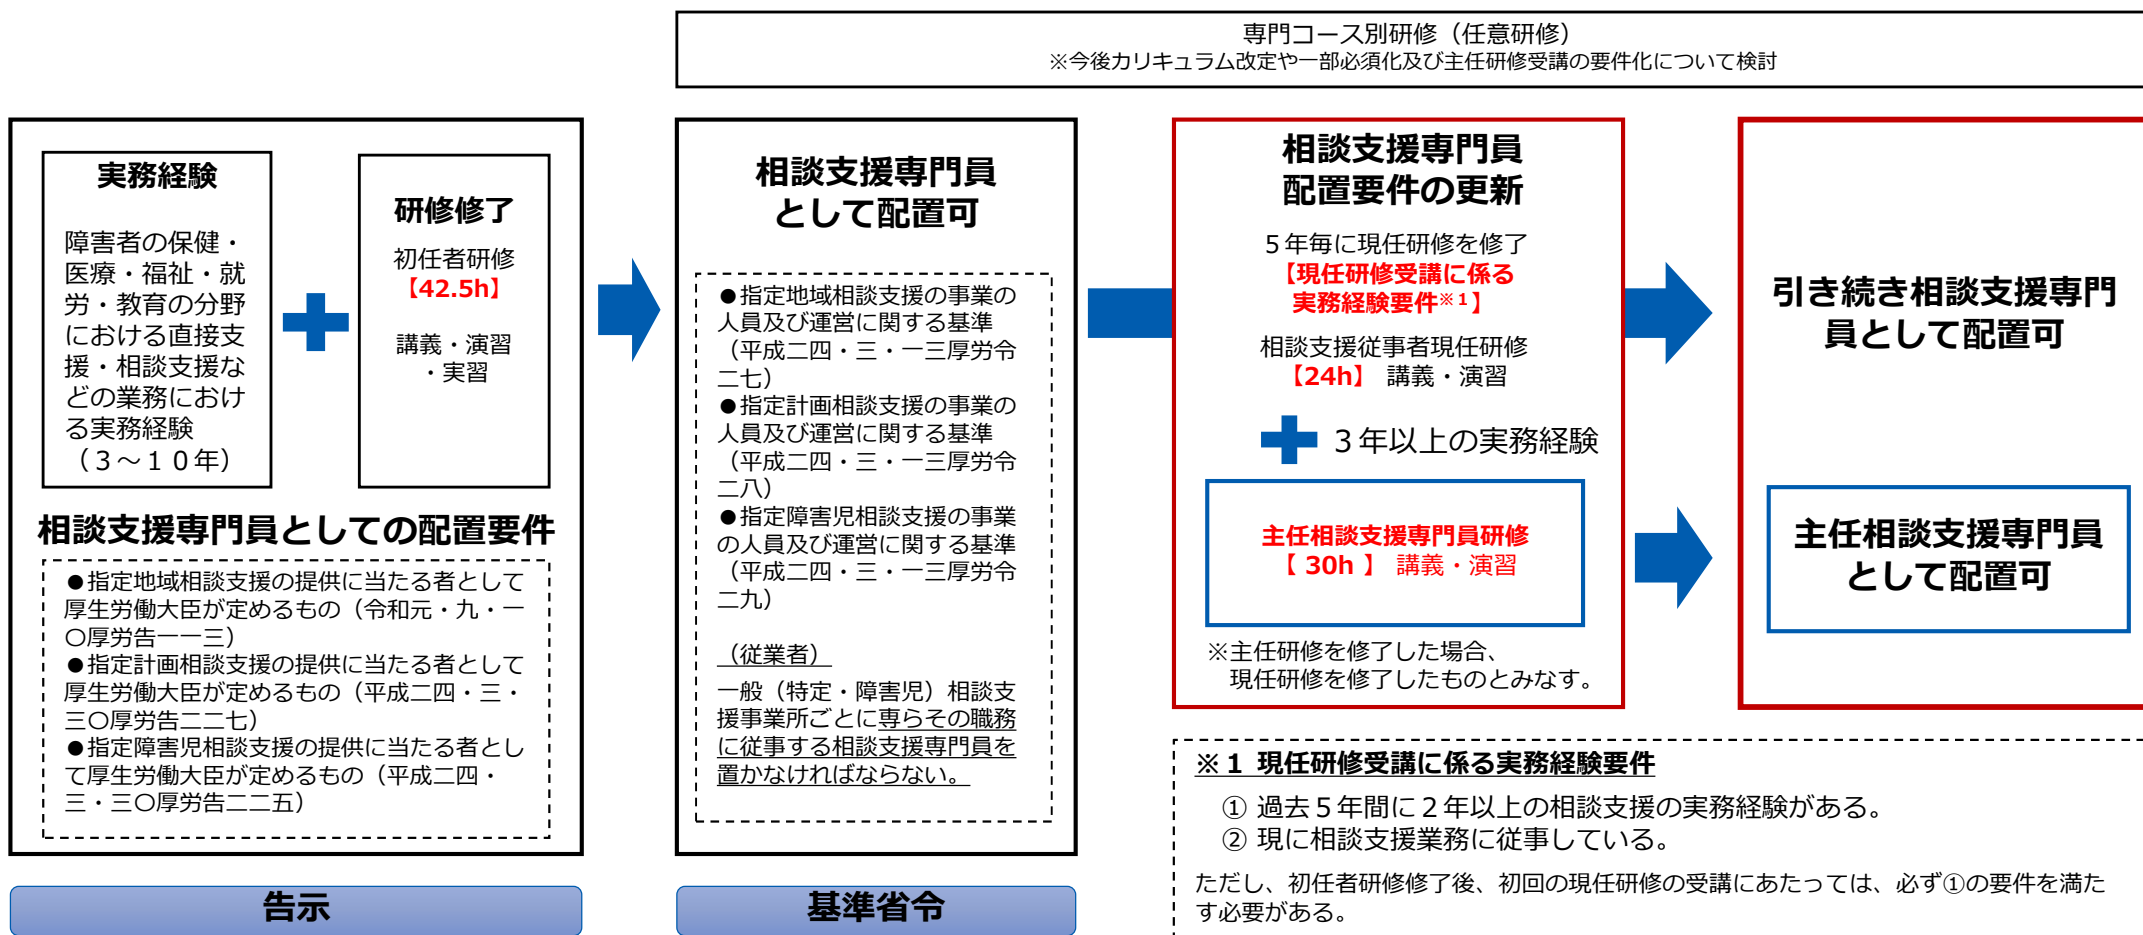 専門コース別研修（任意研修）
※今後カリキュラム改定や一部必須化及び主任研修受講の要件化について検討
実務経験
障害者の保健・
医療・福祉・就
労・教育の分野
における直接支
援・相談支援な
どの業務におけ
る実務経験
（３～１０年）
研修修了
初任者研修
【42.5h】
講義・演習
・実習
相談支援専門員としての配置要件
●指定地域相談支援の提供に当たる者として
厚生労働大臣が定めるもの（令和元・九・一
〇厚労告一一三）
●指定計画相談支援の提供に当たる者として
厚生労働大臣が定めるもの（平成二四・三・
三〇厚労告二二七）
●指定障害児相談支援の提供に当たる者とし
て厚生労働大臣が定めるもの（平成二四・
三・三〇厚労告二二五）
告示
相談支援専門員
として配置可
●指定地域相談支援の事業の
人員及び運営に関する基準
（平成二四・三・一三厚労令
二七）
●指定計画相談支援の事業の
人員及び運営に関する基準
（平成二四・三・一三厚労令
二八）
●指定障害児相談支援の事業
の人員及び運営に関する基準
（平成二四・三・一三厚労令
二九）
（従業者）
一般（特定・障害児）相談支
援事業所ごとに専らその職務
に従事する相談支援専門員を
置かなければならない。
基準省令
相談支援専門員
配置要件の更新
５年毎に現任研修を修了
【現任研修受講に係る
実務経験要件※１】
相談支援従事者現任研修
【24h】 講義・演習
３年以上の実務経験
主任相談支援専門員研修
【 30h 】 講義・演習
※主任研修を修了した場合、
現任研修を修了したものとみなす。
引き続き相談支援専門
員として配置可
主任相談支援専門員
として配置可
※１ 現任研修受講に係る実務経験要件
① 過去５年間に２年以上の相談支援の実務経験がある。
② 現に相談支援業務に従事している。
ただし、初任者研修修了後、初回の現任研修の受講にあたっては、必ず①の要件を満た
す必要がある。